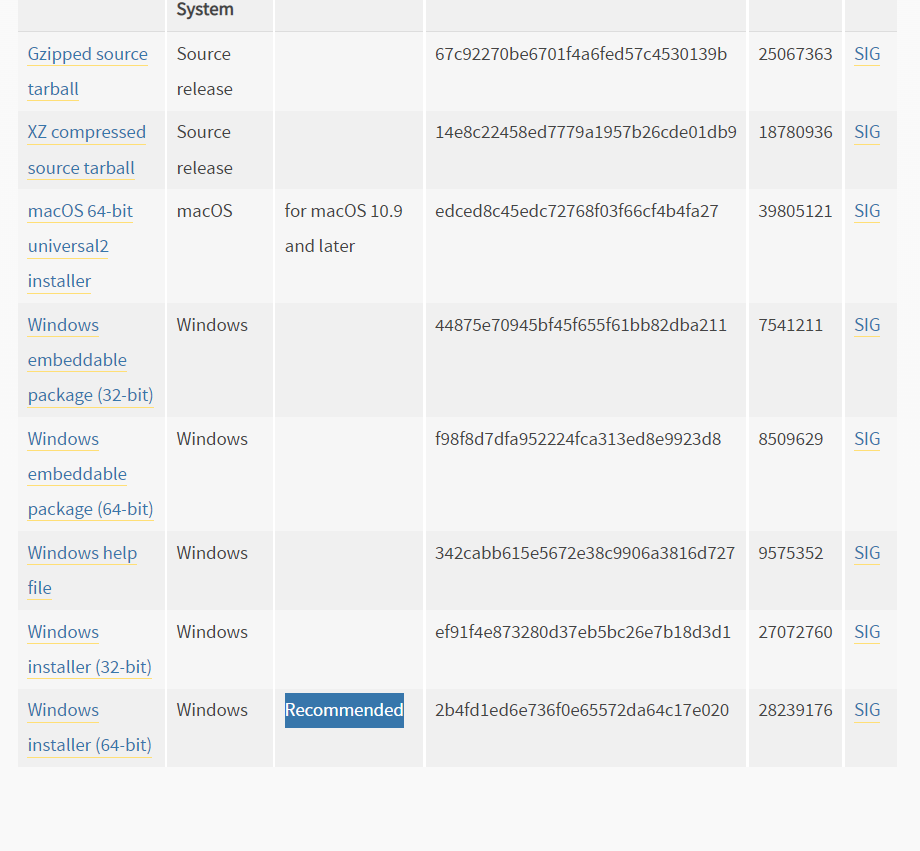 System
Gzipped source Source 67c92270be6701f4a6fed57c4530139b 25067363 SIG
tarball release
XZ compressed Source 14e8c22458ed7779a1957b26cde01db9 18780936 SIG
source tarball release
macOS 64-bit macOS for macOS 10.9 edced8c45edc72768f03f66cf4b4fa27 39805121 SIG
universal2 and later
installer
Windows Windows 44875e70945bf45f655f61bb82dba211 7541211 SIG
embeddable
package (32-bit)
Windows Windows f98f8d7dfa952224fca313ed8e9923d8 8509629 SIG
embeddable
package (64-bit)
Windows help Windows 342cabb615e5672e38c9906a3816d727 9575352 SIG
file
Windows Windows ef91f4e873280d37eb5bc26e7b18d3d1 27072760 SIG
installer (32-bit)
Windows Windows Recommended 2b4fd1ed6e736f0e65572da64c17e020 28239176 SIG
installer (64-bit)